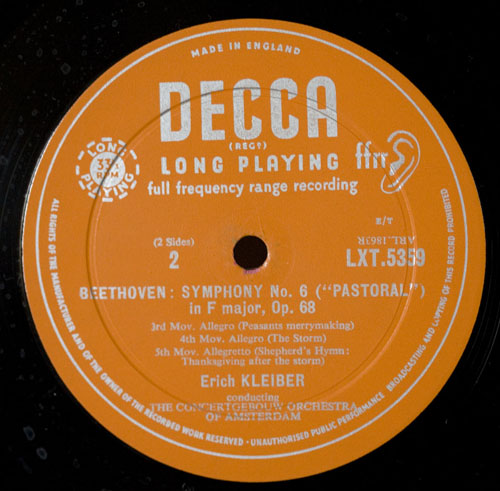 MADE IN ENGLAND
DECCA
(REGD)
LONG PLAYING
ffrr
full frequency range recording
LONG PLAYING
33⅓
RPM
E/T
ARL.1863R
(2 Sides)
2
LXT.5359
BEETHOVEN: SYMPHONY No. 6 ("PASTORAL")
in F major, Op. 68
3rd Mov. Allegro (Peasants merrymaking)
4th Mov. Allegro (The Storm)
5th Mov. Allegretto (Shepherd's Hymn:
Thanksgiving after the storm)
Erich KLEIBER
conducting
THE CONCERTGEBOUW ORCHESTRA
OF AMSTERDAM
ALL RIGHTS OF THE MANUFACTURER AND OF THE OWNER OF THE RECORDED WORK RESERVED · UNAUTHORISED PUBLIC PERFORMANCE BROADCASTING AND COPYING OF THIS RECORD PROHIBITED